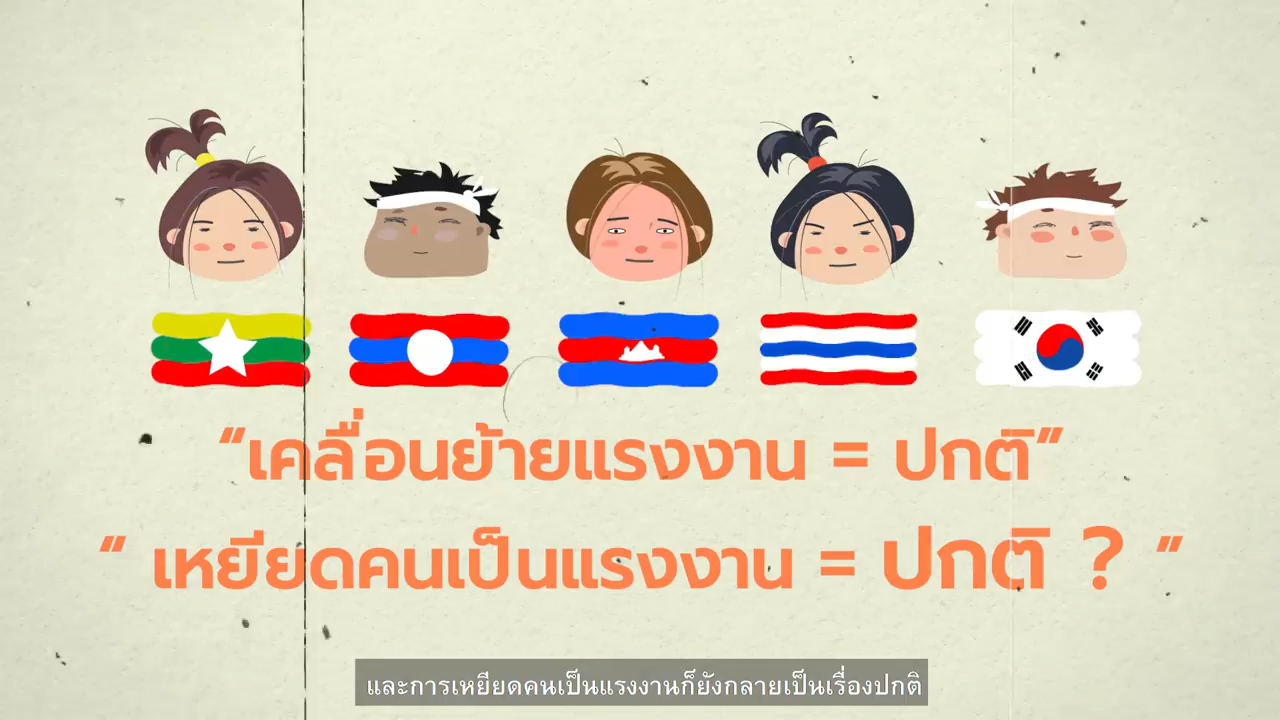 “เคลื่อนย้ายแรงงาน = ปกติ”
“ เหยียดคนเป็นแรงงาน = ปกติ ? ”
และการเหยียดคนเป็นแรงงานก็ยังกลายเป็นเรื่องปกติ